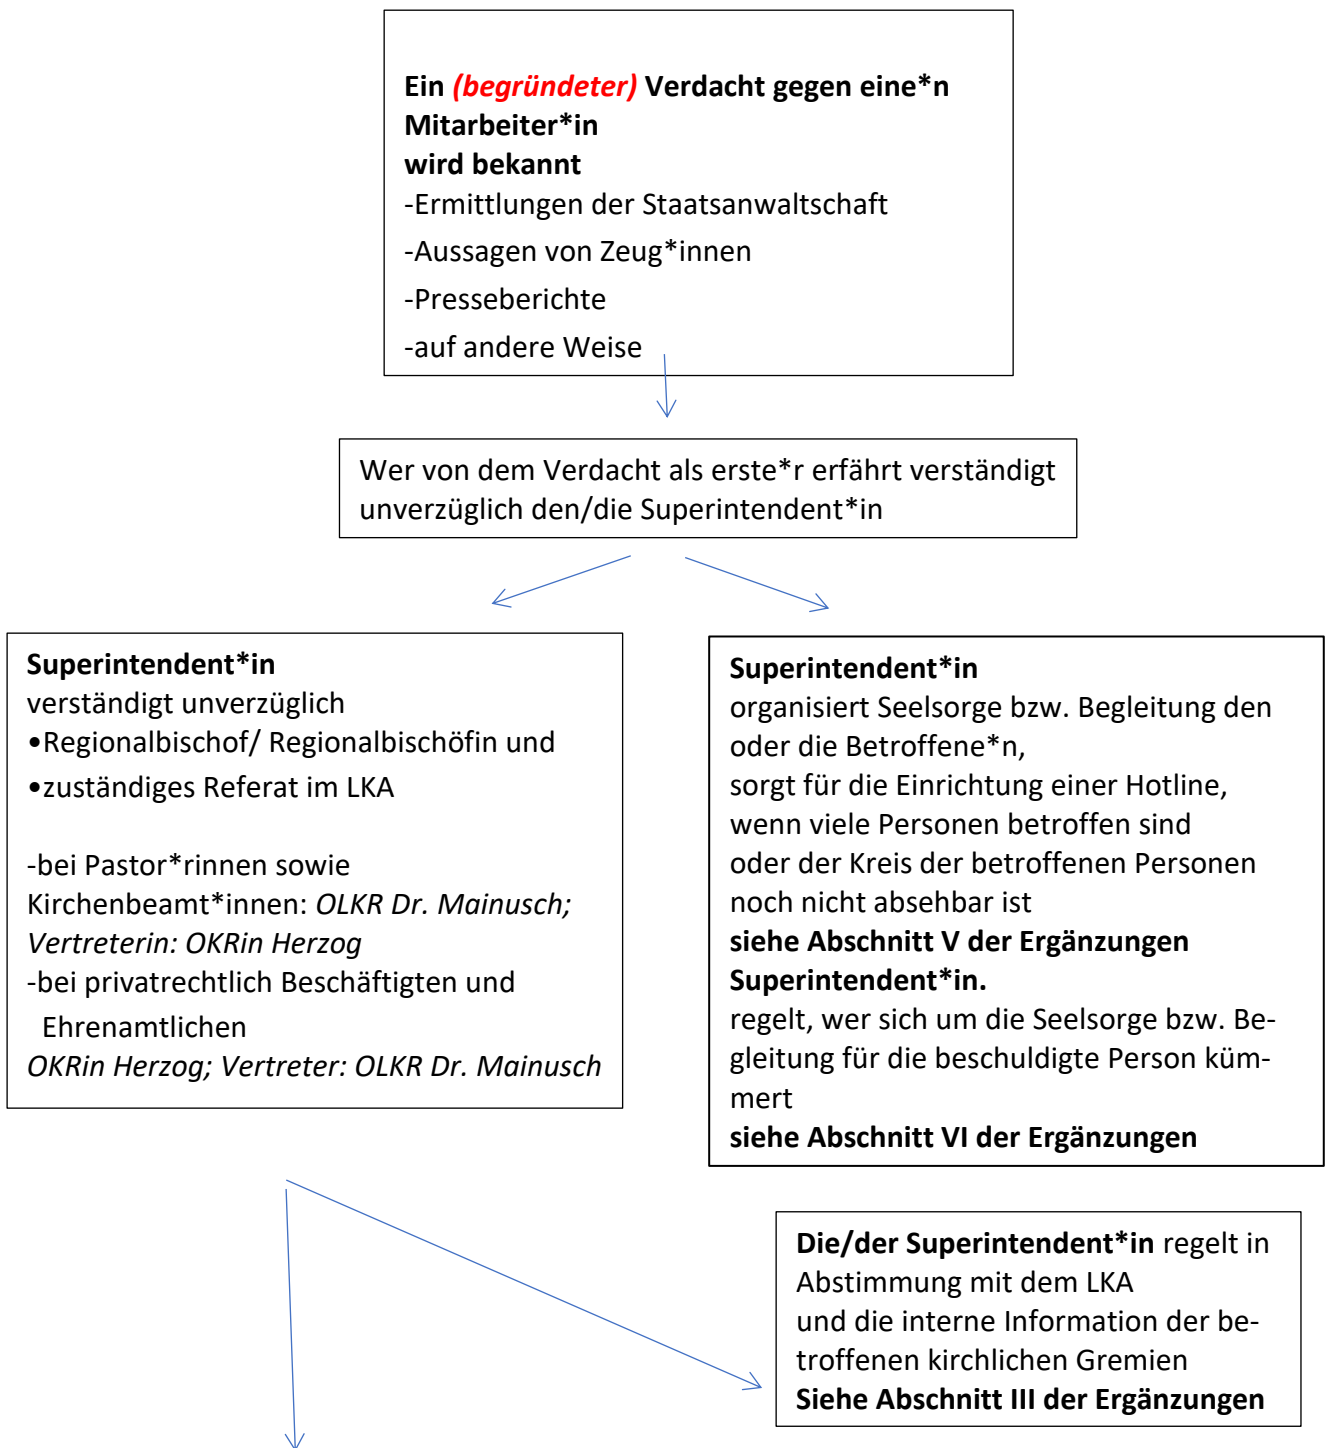 Ein (begründeter) Verdacht gegen eine*n
Mitarbeiter*in
wird bekannt
-Ermittlungen der Staatsanwaltschaft
-Aussagen von Zeug*innen
-Presseberichte
-auf andere Weise
Wer von dem Verdacht als erste*r erfährt verständigt
unverzüglich den/die Superintendent*in
Superintendent*in
verständigt unverzüglich
•Regionalbischof/ Regionalbischöfin und
•zuständiges Referat im LKA
-bei Pastor*rinnen sowie
Kirchenbeamt*innen: OLKR Dr. Mainusch;
Vertreterin: OKRin Herzog
-bei privatrechtlich Beschäftigten und
Ehrenamtlichen
OKRin Herzog; Vertreter: OLKR Dr. Mainusch
Superintendent*in
organisiert Seelsorge bzw. Begleitung den
oder die Betroffene*n,
sorgt für die Einrichtung einer Hotline,
wenn viele Personen betroffen sind
oder der Kreis der betroffenen Personen
noch nicht absehbar ist
siehe Abschnitt V der Ergänzungen
Superintendent*in.
regelt, wer sich um die Seelsorge bzw. Be-
gleitung für die beschuldigte Person küm-
mert
siehe Abschnitt VI der Ergänzungen
Die/der Superintendent*in regelt in
Abstimmung mit dem LKA
und die interne Information der be-
troffenen kirchlichen Gremien
Siehe Abschnitt III der Ergänzungen